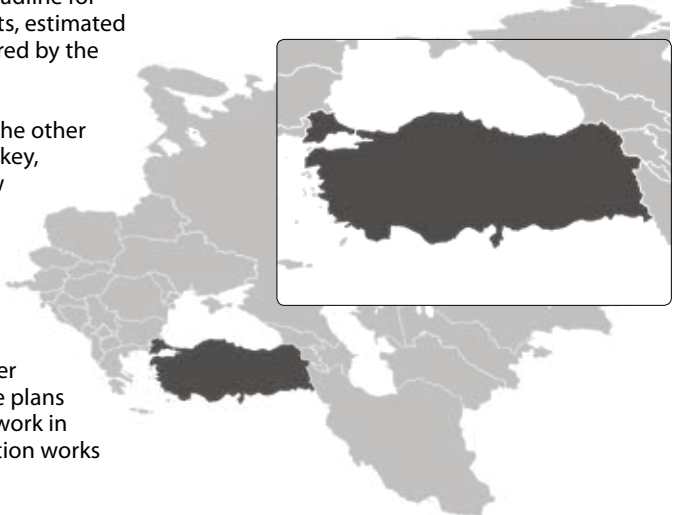 adline for
ts, estimated
red by the
he other
key,
er
e plans
work in
tion works